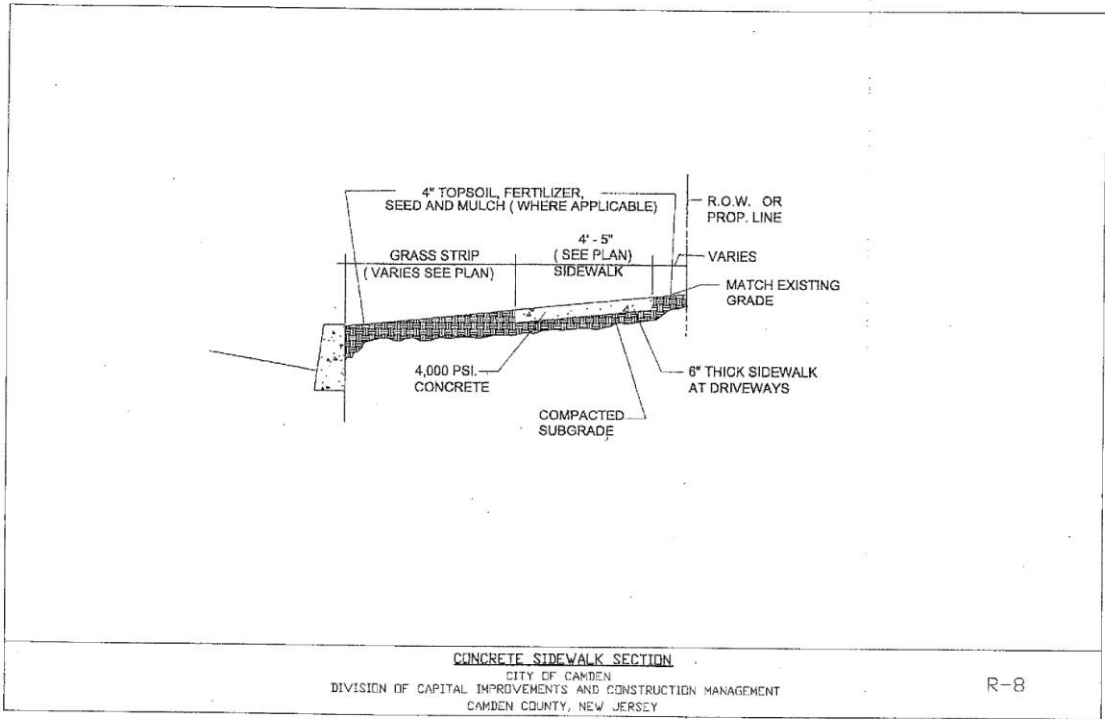 4" TOPSOIL, FERTILIZER,
SEED AND MULCH ( WHERE APPLICABLE)
R.O.W. OR
PROP. LINE
4' - 5"
( SEE PLAN)
SIDEWALK
GRASS STRIP
( VARIES SEE PLAN)
VARIES
MATCH EXISTING
GRADE
4,000 PSI.
CONCRETE
6" THICK SIDEWALK
AT DRIVEWAYS
COMPACTED
SUBGRADE
CONCRETE SIDEWALK SECTION
CITY OF CAMDEN
DIVISION OF CAPITAL IMPROVEMENTS AND CONSTRUCTION MANAGEMENT
CAMDEN COUNTY, NEW JERSEY
R-8